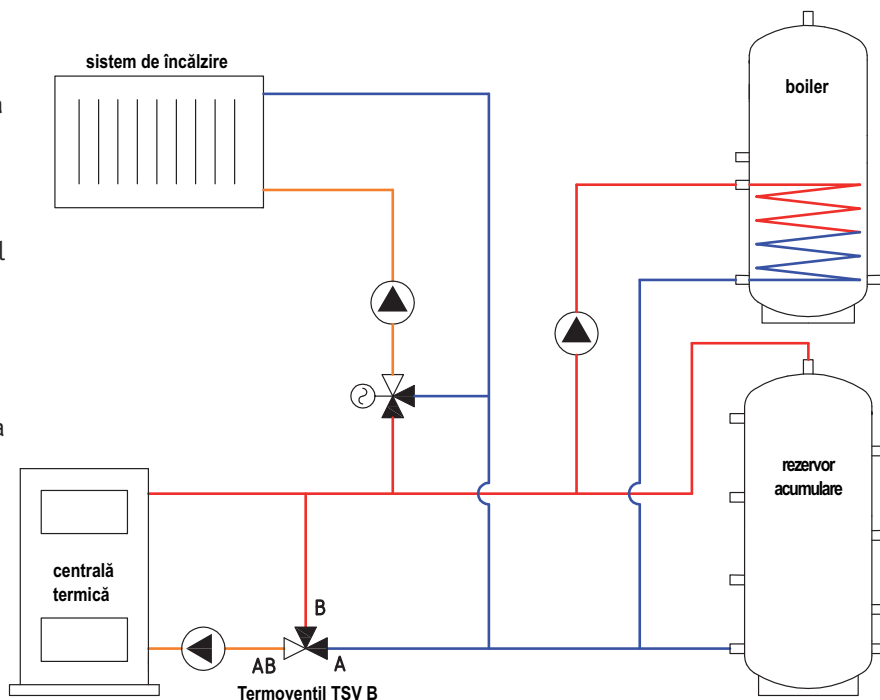 sistem de încălzire
boiler
rezervor
acumulare
centrală
termică
B
AB
A
Termoventil TSV B